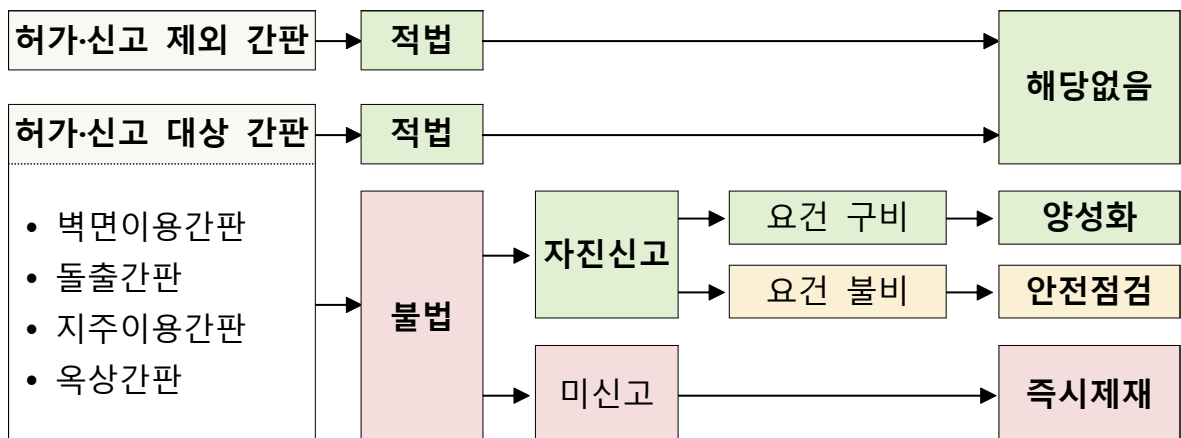 허가·신고 제외 간판
적법
해당없음
허가·신고 대상 간판
적법
• 벽면이용간판
• 돌출간판
• 지주이용간판
• 옥상간판
불법
자진신고
요건 구비
양성화
요건 불비
안전점검
미신고
즉시제재